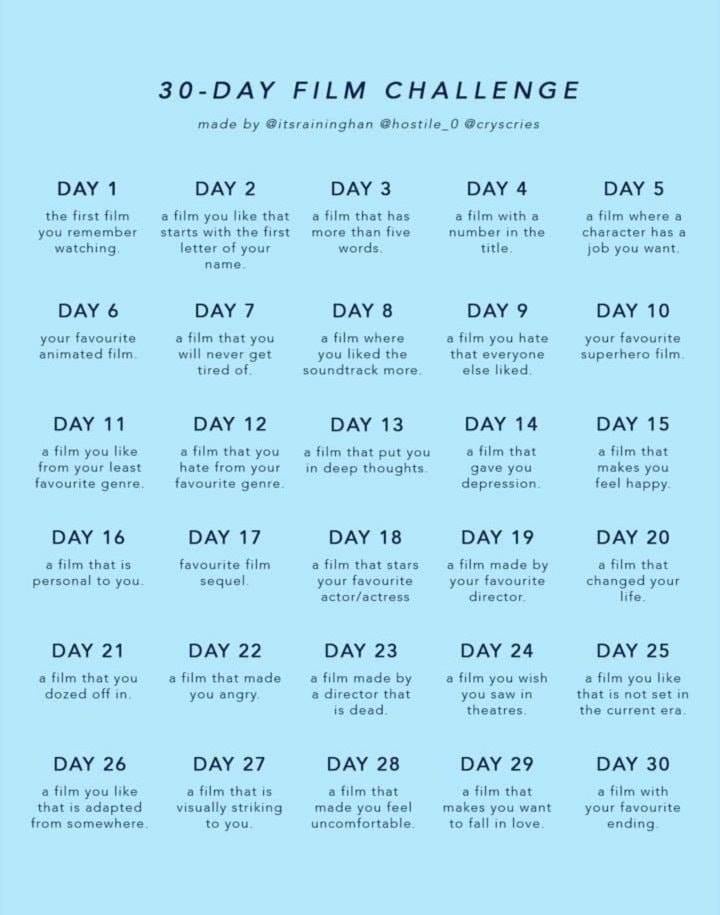 30-DAY FILM CHALLENGE
made by @itsraininghan @hostile_0 @cryscries
DAY 1
the first film
you remember
watching.
DAY 2
a film you like that
starts with the first
letter of your
name.
DAY 3
a film that has
more than five
words.
DAY 4
a film with a
number in the
title.
DAY 5
a film where a
character has a
job you want.
DAY 6
your favourite
animated film.
DAY 7
a film that you
will never get
tired of.
DAY 8
a film where
you liked the
soundtrack more.
DAY 9
a film you hate
that everyone
else liked.
DAY 10
your favourite
superhero film.
DAY 11
a film you like
from your least
favourite genre.
DAY 12
a film that you
hate from your
favourite genre.
DAY 13
a film that put you
in deep thoughts.
DAY 14
a film that
gave you
depression.
DAY 15
a film that
makes you
feel happy.
DAY 16
a film that is
personal to you.
DAY 17
favourite film
sequel.
DAY 18
a film that stars
your favourite
actor/actress
DAY 19
a film made by
your favourite
director.
DAY 20
a film that
changed your
life.
DAY 21
a film that you
dozed off in.
DAY 22
a film that made
you angry.
DAY 23
a film made by
a director that
is dead.
DAY 24
a film you wish
you saw in
theatres.
DAY 25
a film you like
that is not set in
the current era.
DAY 26
a film you like
that is adapted
from somewhere.
DAY 27
a film that is
visually striking
to you.
DAY 28
a film that
made you feel
uncomfortable.
DAY 29
a film that
makes you want
to fall in love.
DAY 30
a film with
your favourite
ending.